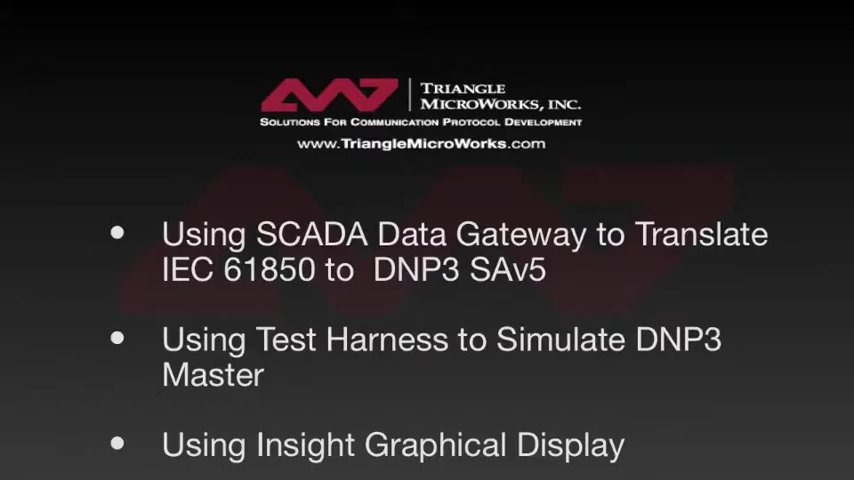 TRIANGLE
MICROWORKS, INC.
SOLUTIONS FOR COMMUNICATION PROTOCOL DEVELOPMENT
www.TriangleMicroWorks.com
• Using SCADA Data Gateway to Translate
IEC 61850 to DNP3 SAv5
• Using Test Harness to Simulate DNP3
Master
• Using Insight Graphical Display